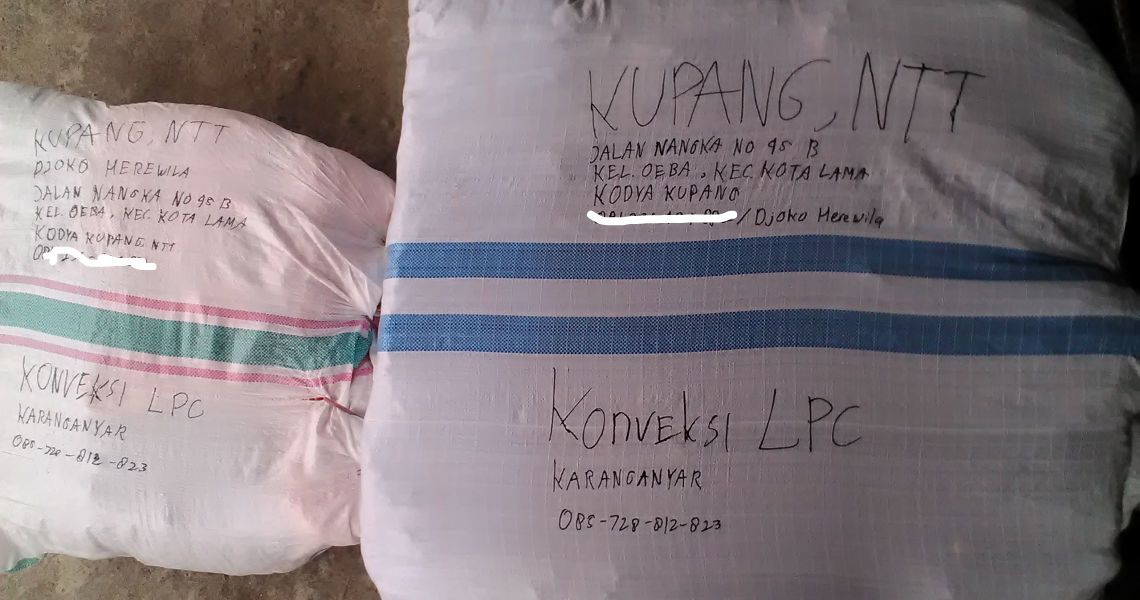 KUPANG, NTT
DJOKO MEREWILA
JALAN NANGKA NO 95 B
KEL. OEBA, KEC. KOTA LAMA
KODYA KUPANG, NTT
KONVEKSI LPC
KARANGANYAR
085-728-812-823
KUPANG, NTT
JALAN NANGKA NO 95 B
KEL. OEBA, KEC. KOTA LAMA
KODYA KUPANG
/ Djoko Merewila
KONVEKSI LPC
KARANGANYAR
085-728-812-823